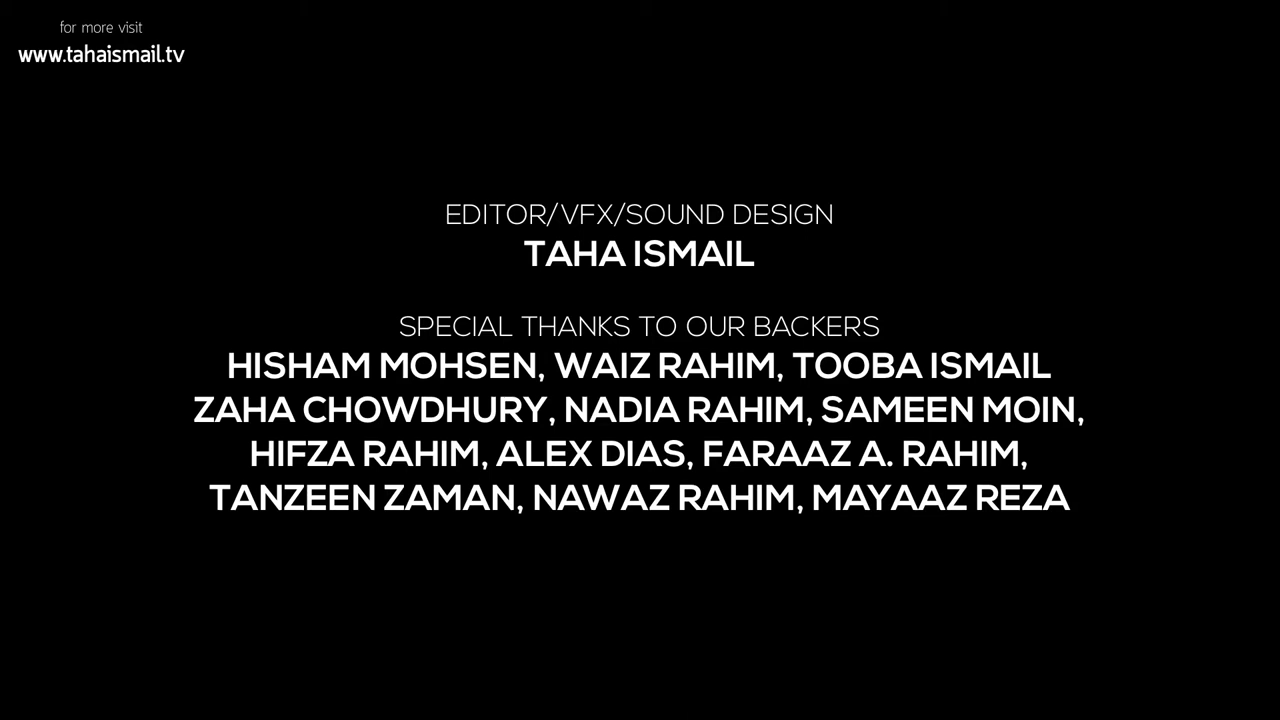 for more visit
www.tahaismail.tv
EDITOR/VFX/SOUND DESIGN
TAHA ISMAIL
SPECIAL THANKS TO OUR BACKERS
HISHAM MOHSEN, WAIZ RAHIM, TOOBA ISMAIL
ZAHA CHOWDHURY, NADIA RAHIM, SAMEEN MOIN,
HIFZA RAHIM, ALEX DIAS, FARAAZ A. RAHIM,
TANZEEN ZAMAN, NAWAZ RAHIM, MAYAAZ REZA